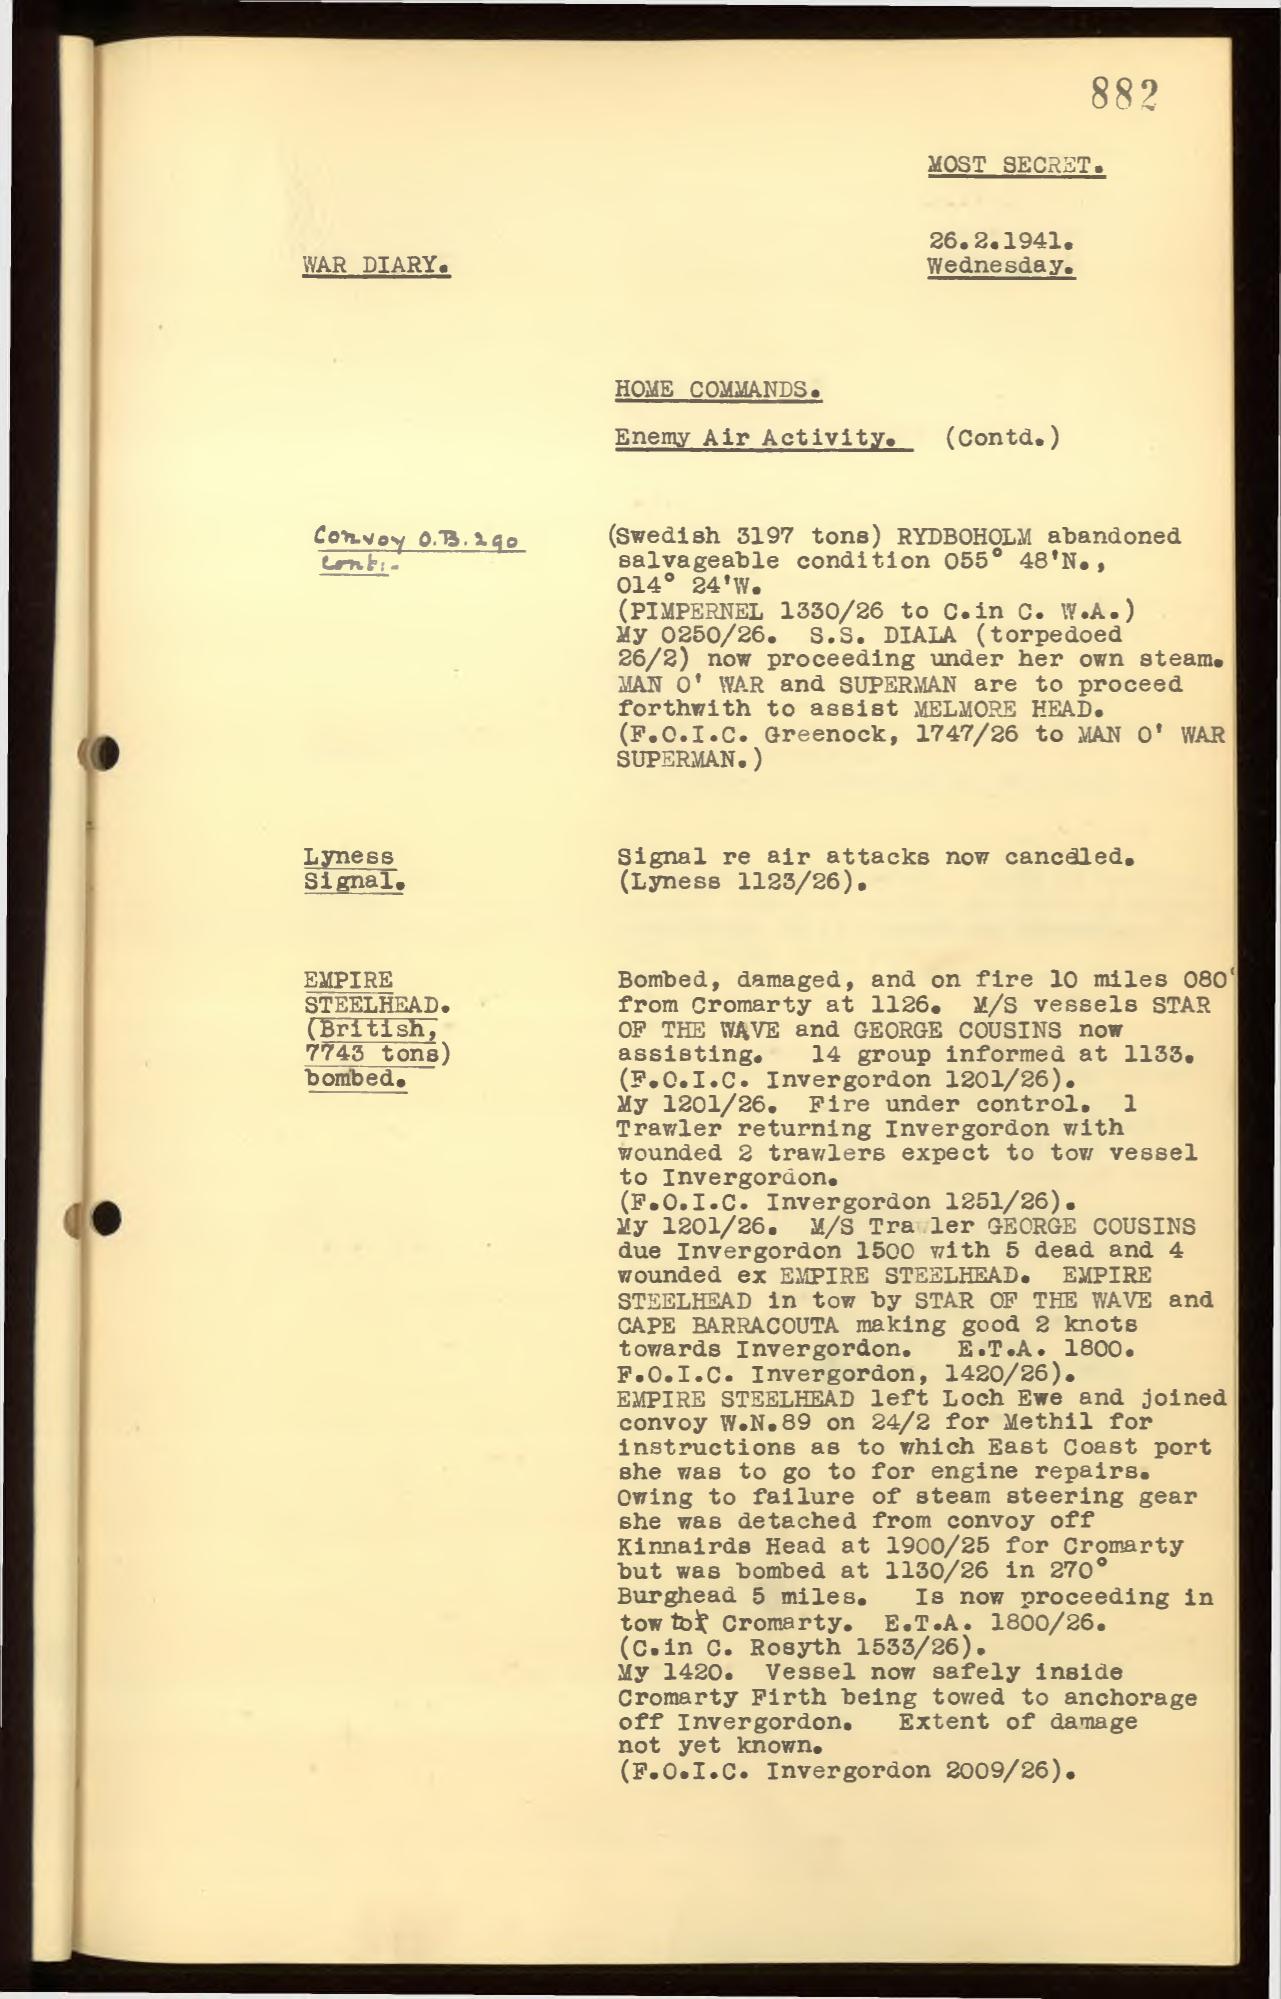 882
MOST SECRET.
26.2.1941.
WAR DIARY.
Wednesday.
HOME COMMANDS.
Enemy Air Activity. (Contd.)
Convoy O.B.290
Cont:-
(Swedish 3197 tons) RYDBOHOLM abandoned
salvageable condition 055° 48'N.,
014° 24'W.
(PIMPERNEL 1330/26 to C.in C. W.A.)
My 0250/26. S.S. DIALA (torpedoed
26/2) now proceeding under her own steam.
MAN O' WAR and SUPERMAN are to proceed
forthwith to assist MELMORE HEAD.
(F.O.I.C. Greenock, 1747/26 to MAN O' WAR
SUPERMAN.)
Lyness
Signal.
Signal re air attacks now cancelled.
(Lyness 1123/26).
EMPIRE
STEELHEAD.
(British,
7743 tons)
bombed.
Bombed, damaged, and on fire 10 miles 080°
from Cromarty at 1126. M/S vessels STAR
OF THE WAVE and GEORGE COUSINS now
assisting. 14 group informed at 1133.
(F.O.I.C. Invergordon 1201/26).
My 1201/26. Fire under control. 1
Trawler returning Invergordon with
wounded 2 trawlers expect to tow vessel
to Invergordon.
(F.O.I.C. Invergordon 1251/26).
My 1201/26. M/S Trawler GEORGE COUSINS
due Invergordon 1500 with 5 dead and 4
wounded ex EMPIRE STEELHEAD. EMPIRE
STEELHEAD in tow by STAR OF THE WAVE and
CAPE BARRACOUTA making good 2 knots
towards Invergordon. E.T.A. 1800.
F.O.I.C. Invergordon, 1420/26).
EMPIRE STEELHEAD left Loch Ewe and joined
convoy W.N.89 on 24/2 for Methil for
instructions as to which East Coast port
she was to go to for engine repairs.
Owing to failure of steam steering gear
she was detached from convoy off
Kinnairds Head at 1900/25 for Cromarty
but was bombed at 1130/26 in 270°
Burghead 5 miles. Is now proceeding in
tow for Cromarty. E.T.A. 1800/26.
(C.in C. Rosyth 1533/26).
My 1420. Vessel now safely inside
Cromarty Firth being towed to anchorage
off Invergordon. Extent of damage
not yet known.
(F.O.I.C. Invergordon 2009/26).